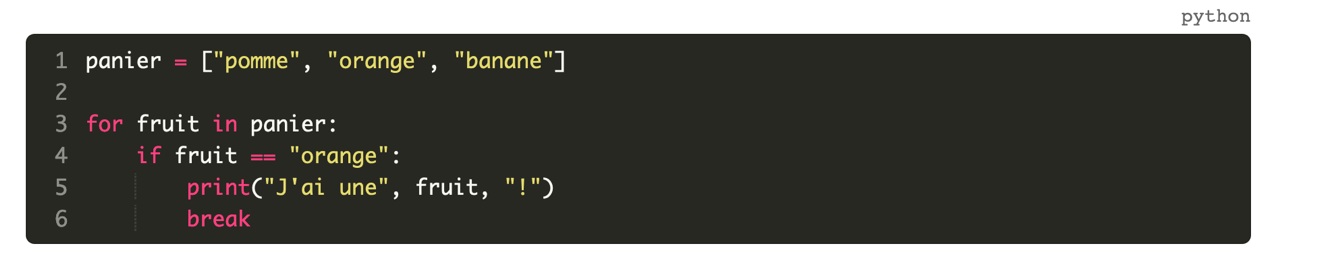 python
1 panier = ["pomme", "orange", "banane"]
2
3 for fruit in panier:
4     if fruit == "orange":
5         print("J'ai une", fruit, "!")
6         break